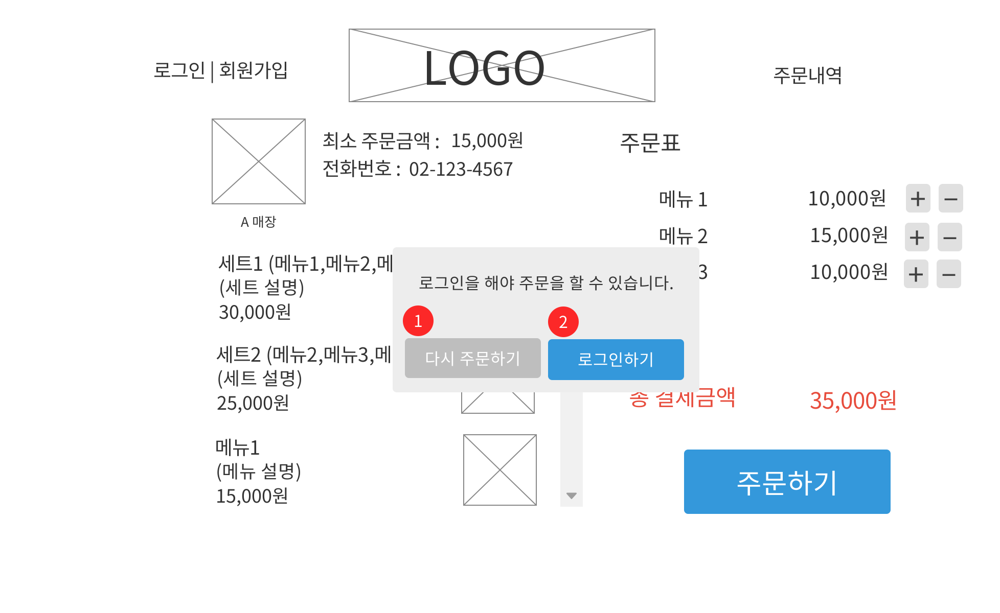 로그인 | 회원가입
LOGO
주문내역
최소 주문금액 : 15,000원
전화번호 : 02-123-4567
A 매장
주문표
메뉴 1 10,000원 + −
메뉴 2 15,000원 + −
3 10,000원 + −
세트1 (메뉴1,메뉴2,메
(세트 설명)
30,000원
세트2 (메뉴2,메뉴3,메
(세트 설명)
25,000원
메뉴1
(메뉴 설명)
15,000원
로그인을 해야 주문을 할 수 있습니다.
1
다시 주문하기
2
로그인하기
총 결제금액 35,000원
주문하기